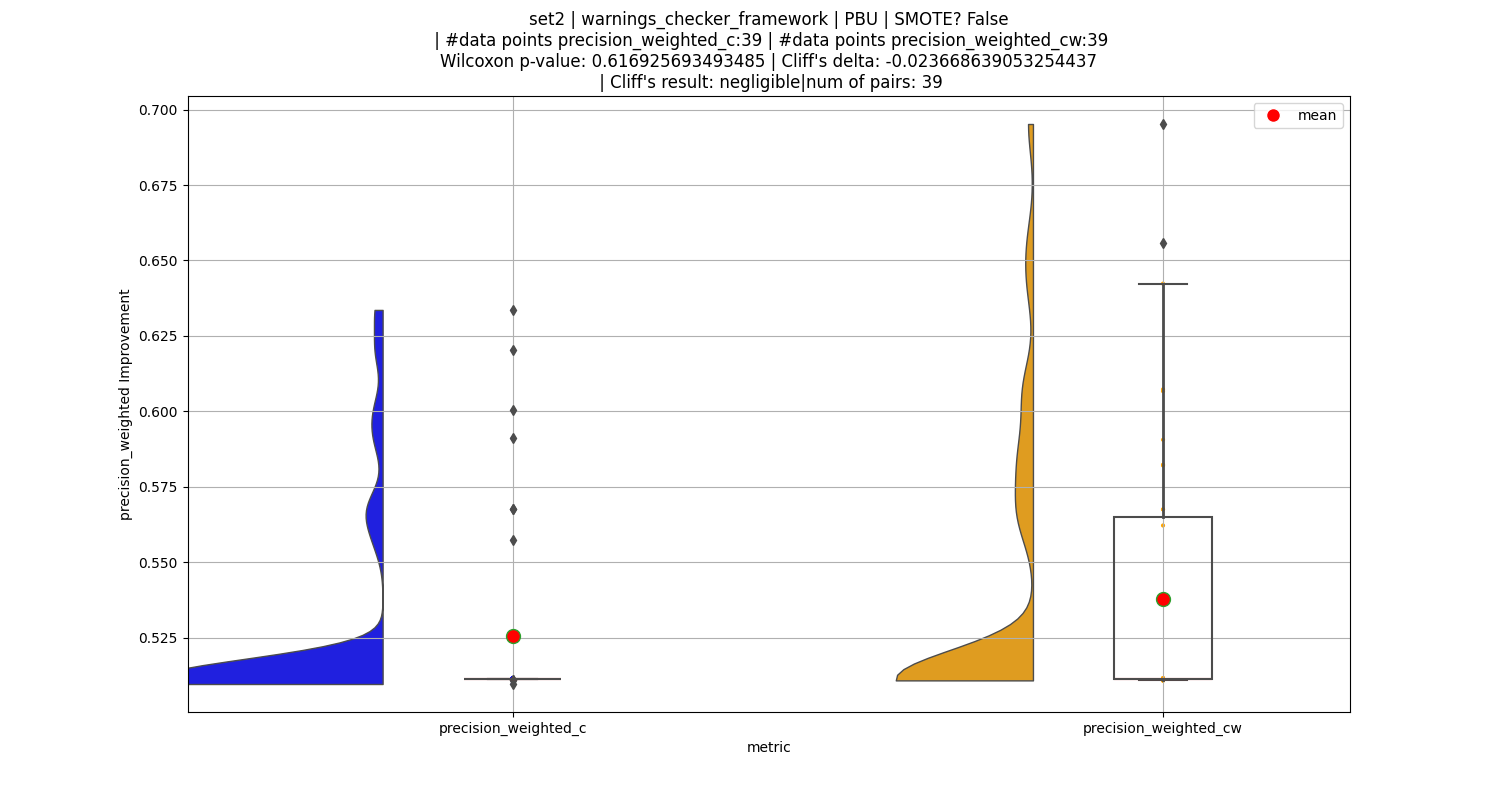 set2 | warnings_checker_framework | PBU | SMOTE? False
| #data points precision_weighted_c:39 | #data points precision_weighted_cw:39
Wilcoxon p-value: 0.616925693493485 | Cliff's delta: -0.023668639053254437
| Cliff's result: negligible|num of pairs: 39
mean
precision_weighted Improvement
0.700
0.675
0.650
0.625
0.600
0.575
0.550
0.525
precision_weighted_c
precision_weighted_cw
metric